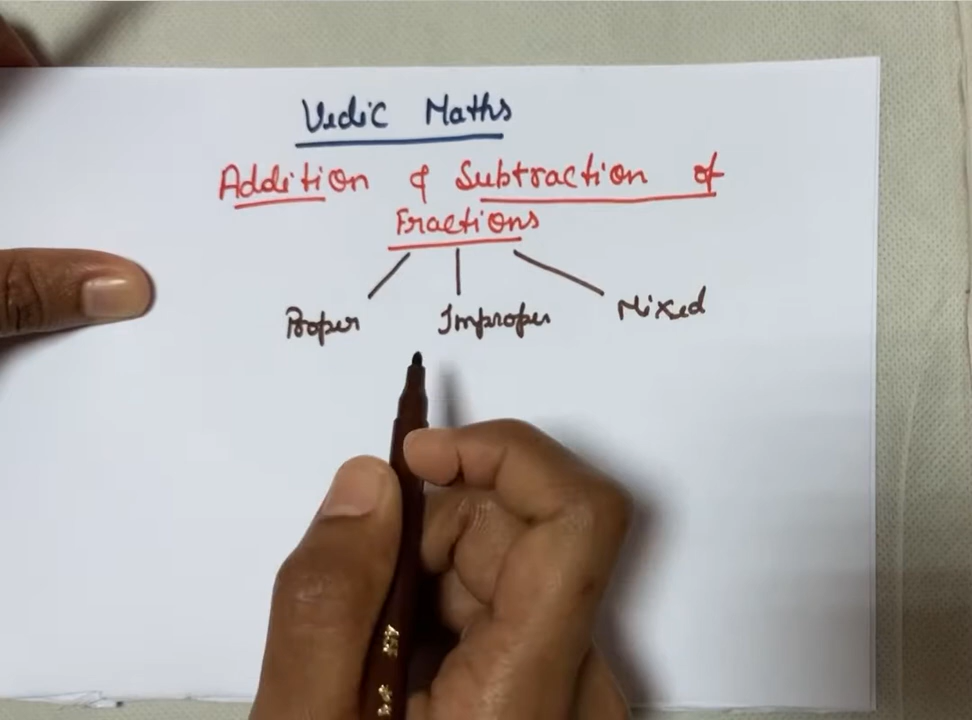 Vedic Maths
Addition & Subtraction of
Fractions
Proper Improper Mixed